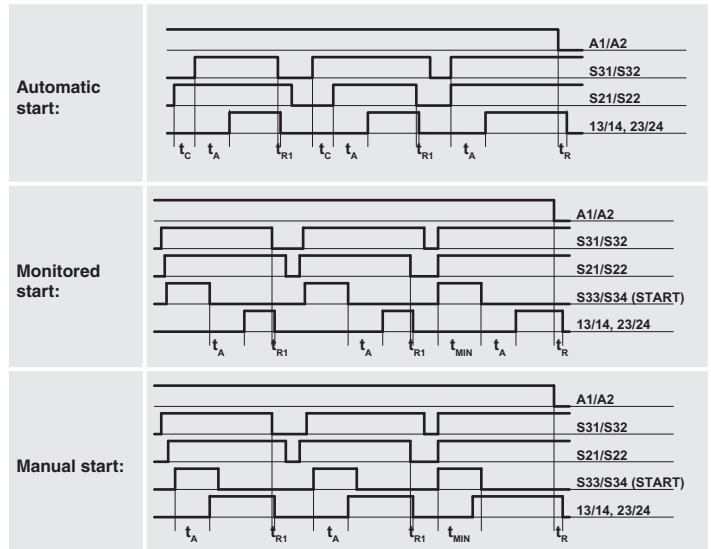 Automatic
start:
A1/A2
S31/S32
S21/S22
13/14, 23/24
tC tA tR1 tC tA tR1 tA tR
Monitored
start:
A1/A2
S31/S32
S21/S22
S33/S34 (START)
13/14, 23/24
tA tR1 tA tR1 tMIN tA tR
Manual start:
A1/A2
S31/S32
S21/S22
S33/S34 (START)
13/14, 23/24
tA tR1 tA tR1 tMIN tR